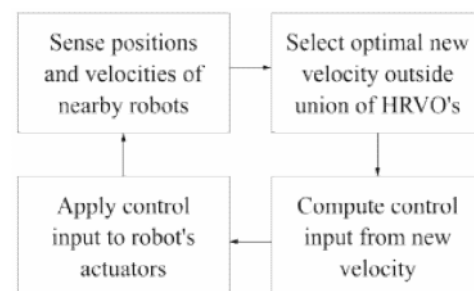 Sense positions
and velocities of
nearby robots
Select optimal new
velocity outside
union of HRVO's
Apply control
input to robot's
actuators
Compute control
input from new
velocity